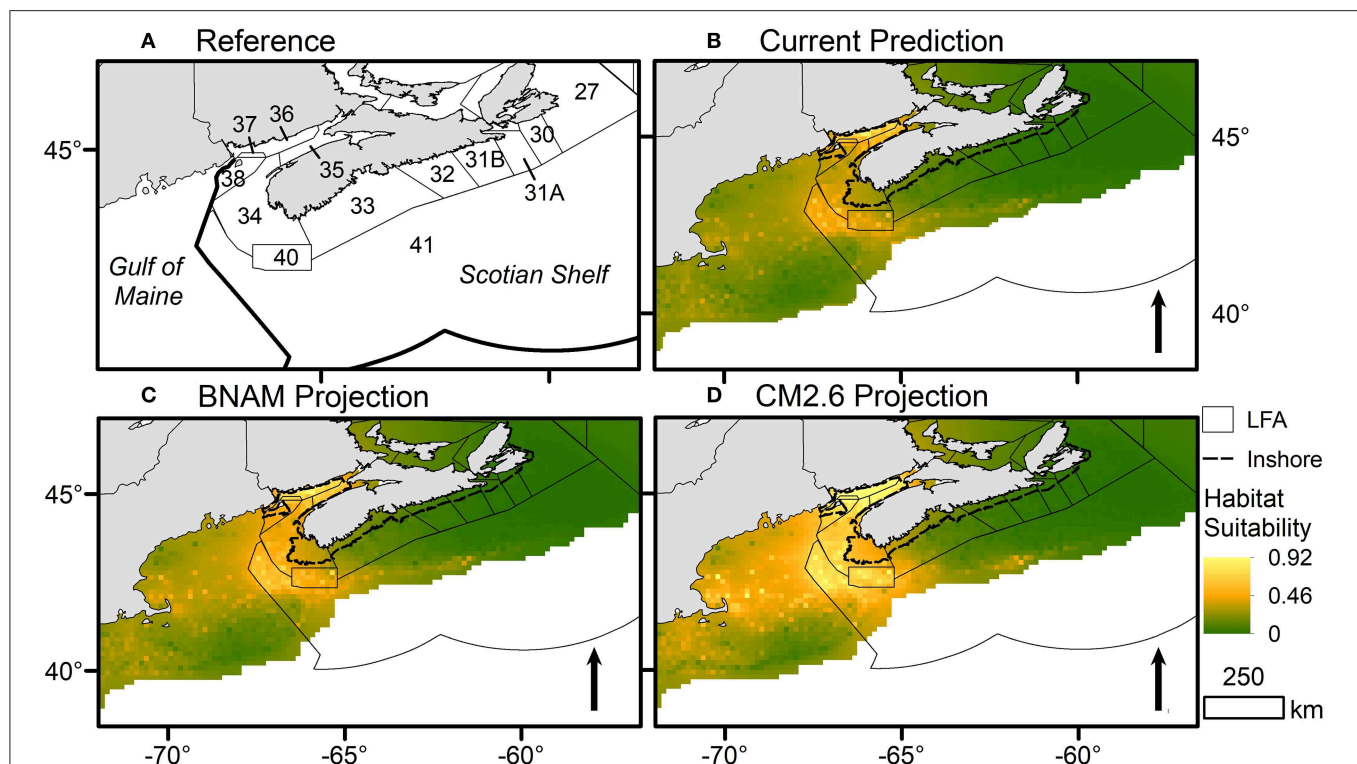 A Reference
B Current Prediction
45°
37
36
38
35
34
33
32
31B
30
27
31A
40
41
Gulf of
Maine
Scotian Shelf
45°
40°
C BNAM Projection
D CM2.6 Projection
45°
40°
-70°
-65°
-60°
-65°
-60°
LFA
Inshore
Habitat
Suitability
0.92
0.46
0
250
km